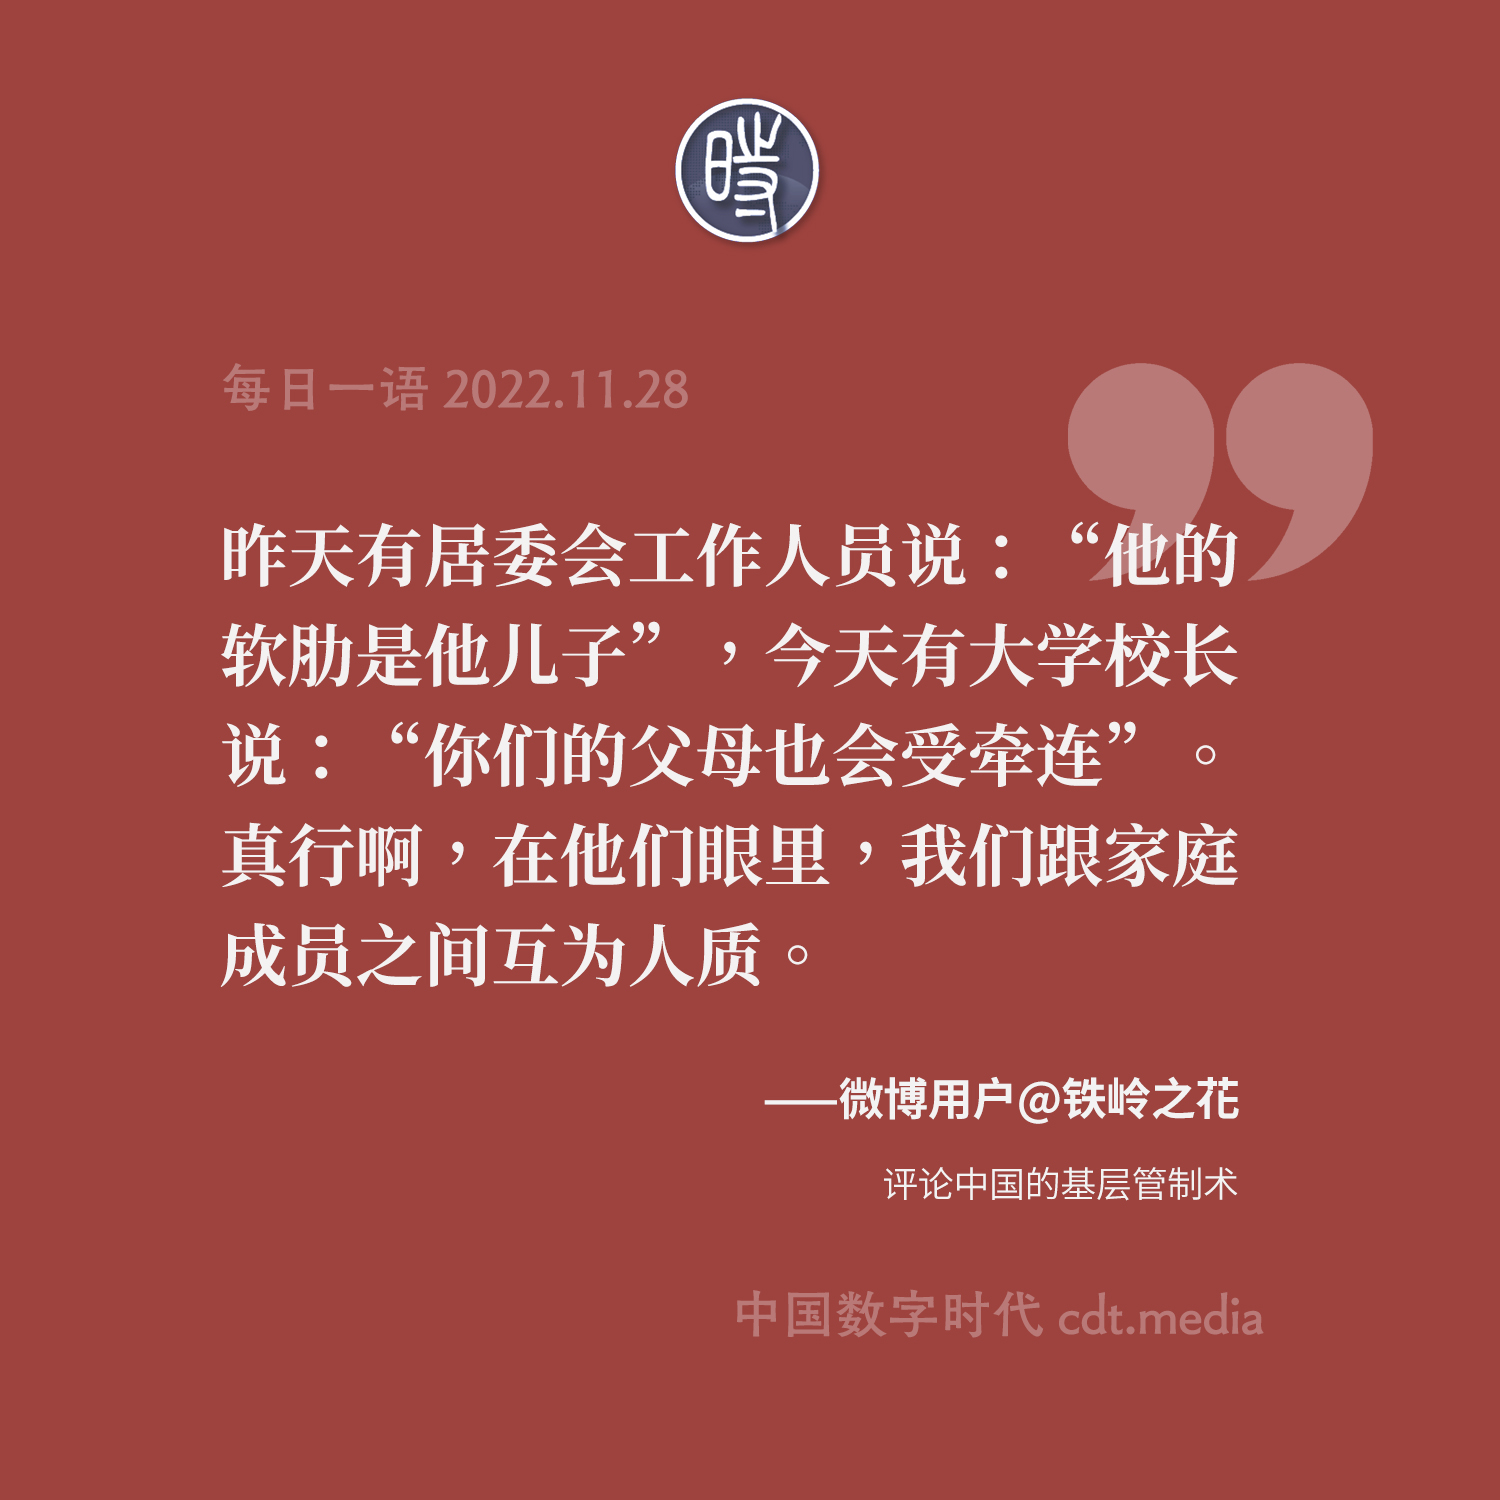 時
每日一语 2022.11.28
昨天有居委会工作人员说：“他的
软肋是他儿子”，今天有大学校长
说：“你们的父母也会受牵连”。
真行啊，在他们眼里，我们跟家庭
成员之间互为人质。
——微博用户@铁岭之花
评论中国的基层管制术
中国数字时代 cdt.media